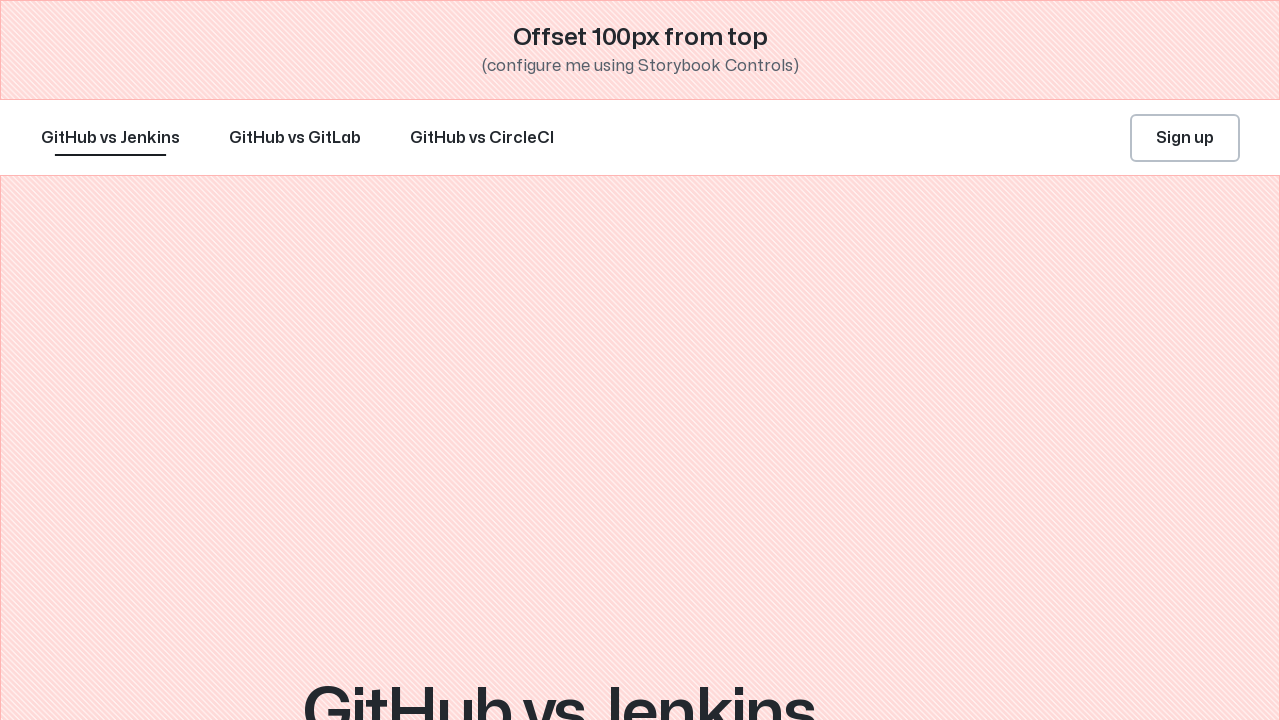 Offset 100px from top
(configure me using Storybook Controls)
GitHub vs Jenkins
GitHub vs GitLab
GitHub vs CircleCI
Sign up
GitHub vs Jenkins